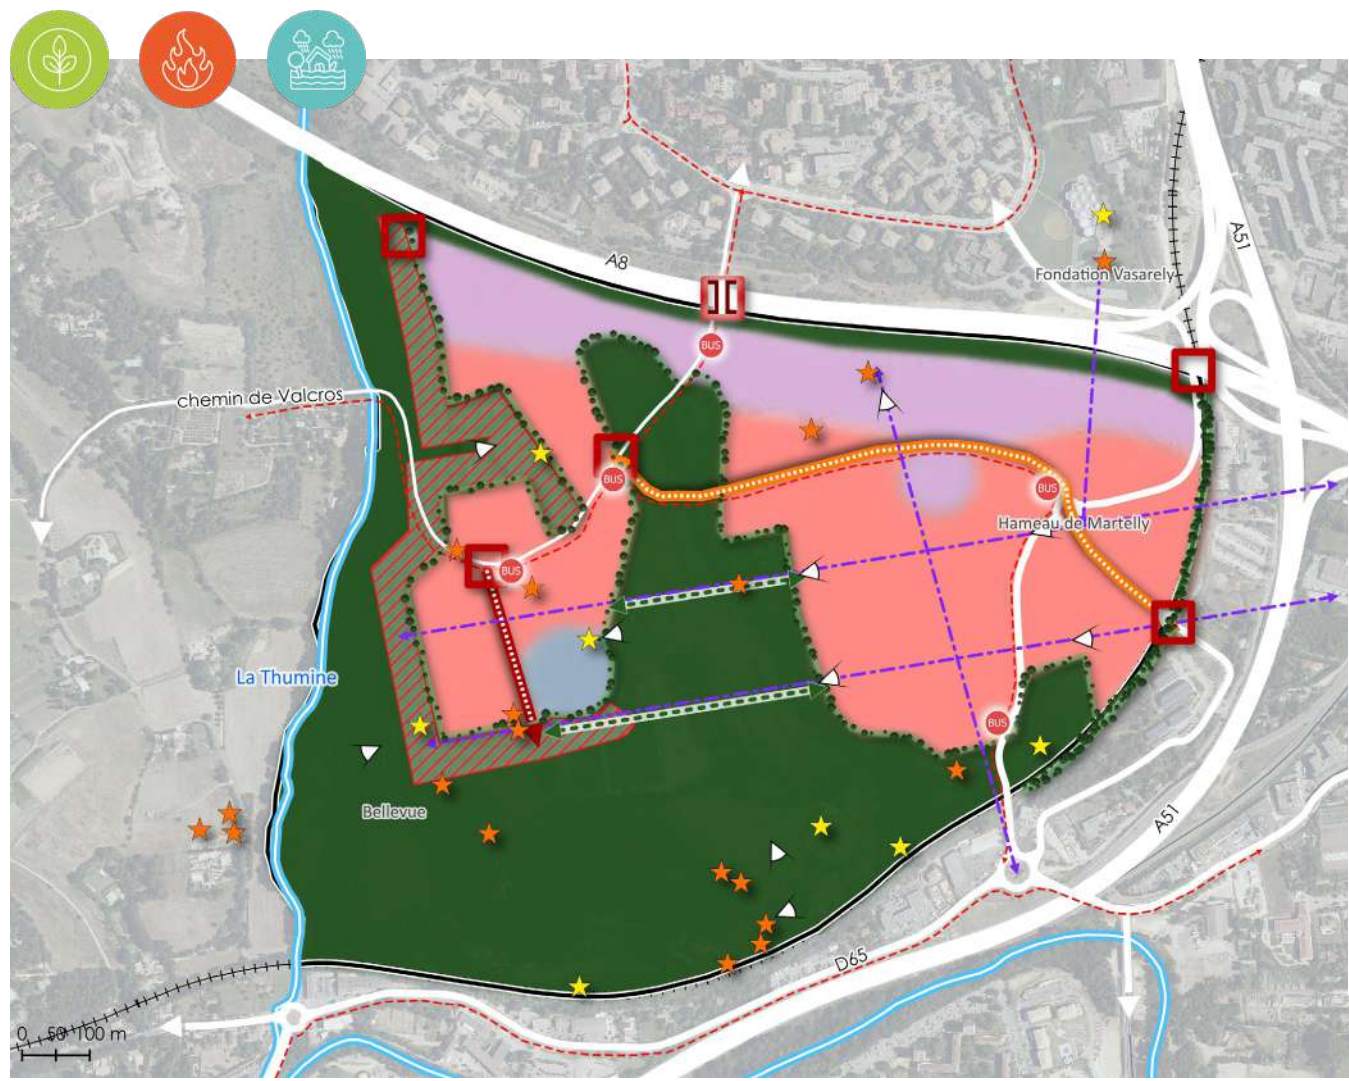 A51
A8
Fondation Vasarely
BUS
chemin de Valcros
BUS
BUS
Hameau de Martelly
BUS
La Thumine
BUS
Bellevue
A51
D65
0 50 100 m